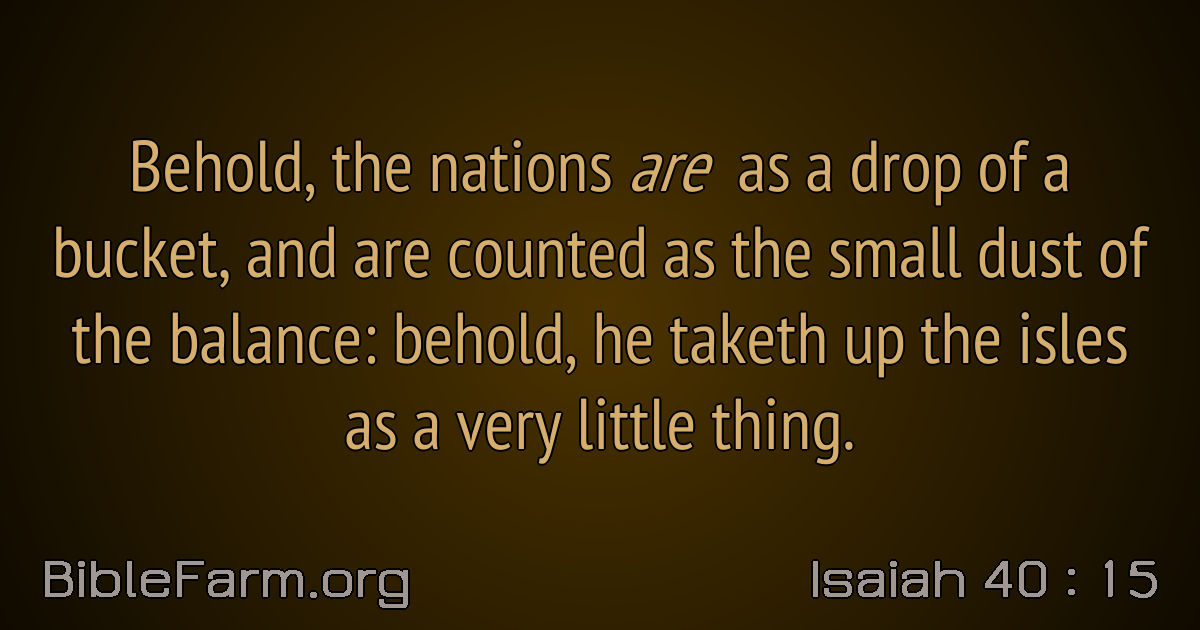 Behold, the nations are as a drop of a
bucket, and are counted as the small dust of
the balance: behold, he taketh up the isles
as a very little thing.
BibleFarm.org
Isaiah 40 : 15